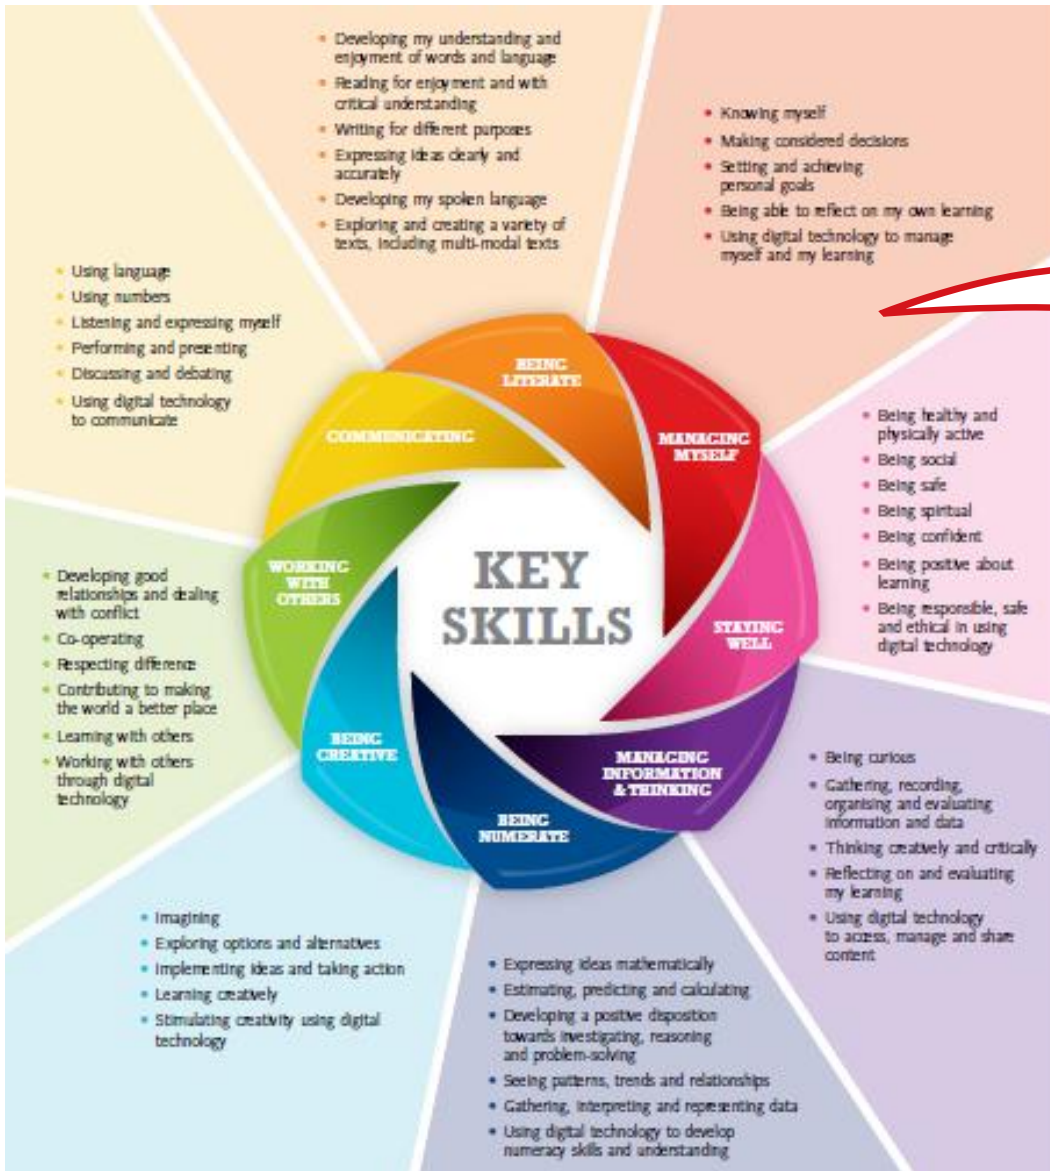 • Developing my understanding and
enjoyment of words and language
• Reading for enjoyment and with
critical understanding
• Writing for different purposes
• Expressing ideas clearly and
accurately
• Developing my spoken language
• Exploring and creating a variety of
texts, including multi-modal texts
• Knowing myself
• Making considered decisions
• Setting and achieving
personal goals
• Being able to reflect on my own learning
• Using digital technology to manage
myself and my learning
• Using language
• Using numbers
• Listening and expressing myself
• Performing and presenting
• Discussing and debating
• Using digital technology
to communicate
BEING
LITERATE
MANAGING
MYSELF
COMMUNICATING
• Being healthy and
physically active
• Being social
• Being safe
• Being spiritual
• Being confident
• Being positive about
learning
• Being responsible, safe
and ethical in using
digital technology
WORKING
WITH
OTHERS
KEY
SKILLS
STAYING
WELL
• Developing good
relationships and dealing
with conflict
• Co-operating
• Respecting difference
• Contributing to making
the world a better place
• Learning with others
• Working with others
through digital
technology
BEING
CREATIVE
MANAGING
INFORMATION
& THINKING
BEING
NUMERATE
• Being curious
• Gathering, recording,
organising and evaluating
information and data
• Thinking creatively and critically
• Reflecting on and evaluating
my learning
• Using digital technology
to access, manage and share
content
• Imagining
• Exploring options and alternatives
• Implementing ideas and taking action
• Learning creatively
• Stimulating creativity using digital
technology
• Expressing ideas mathematically
• Estimating, predicting and calculating
• Developing a positive disposition
towards investigating, reasoning
and problem-solving
• Seeing patterns, trends and relationships
• Gathering, interpreting and representing data
• Using digital technology to develop
numeracy skills and understanding